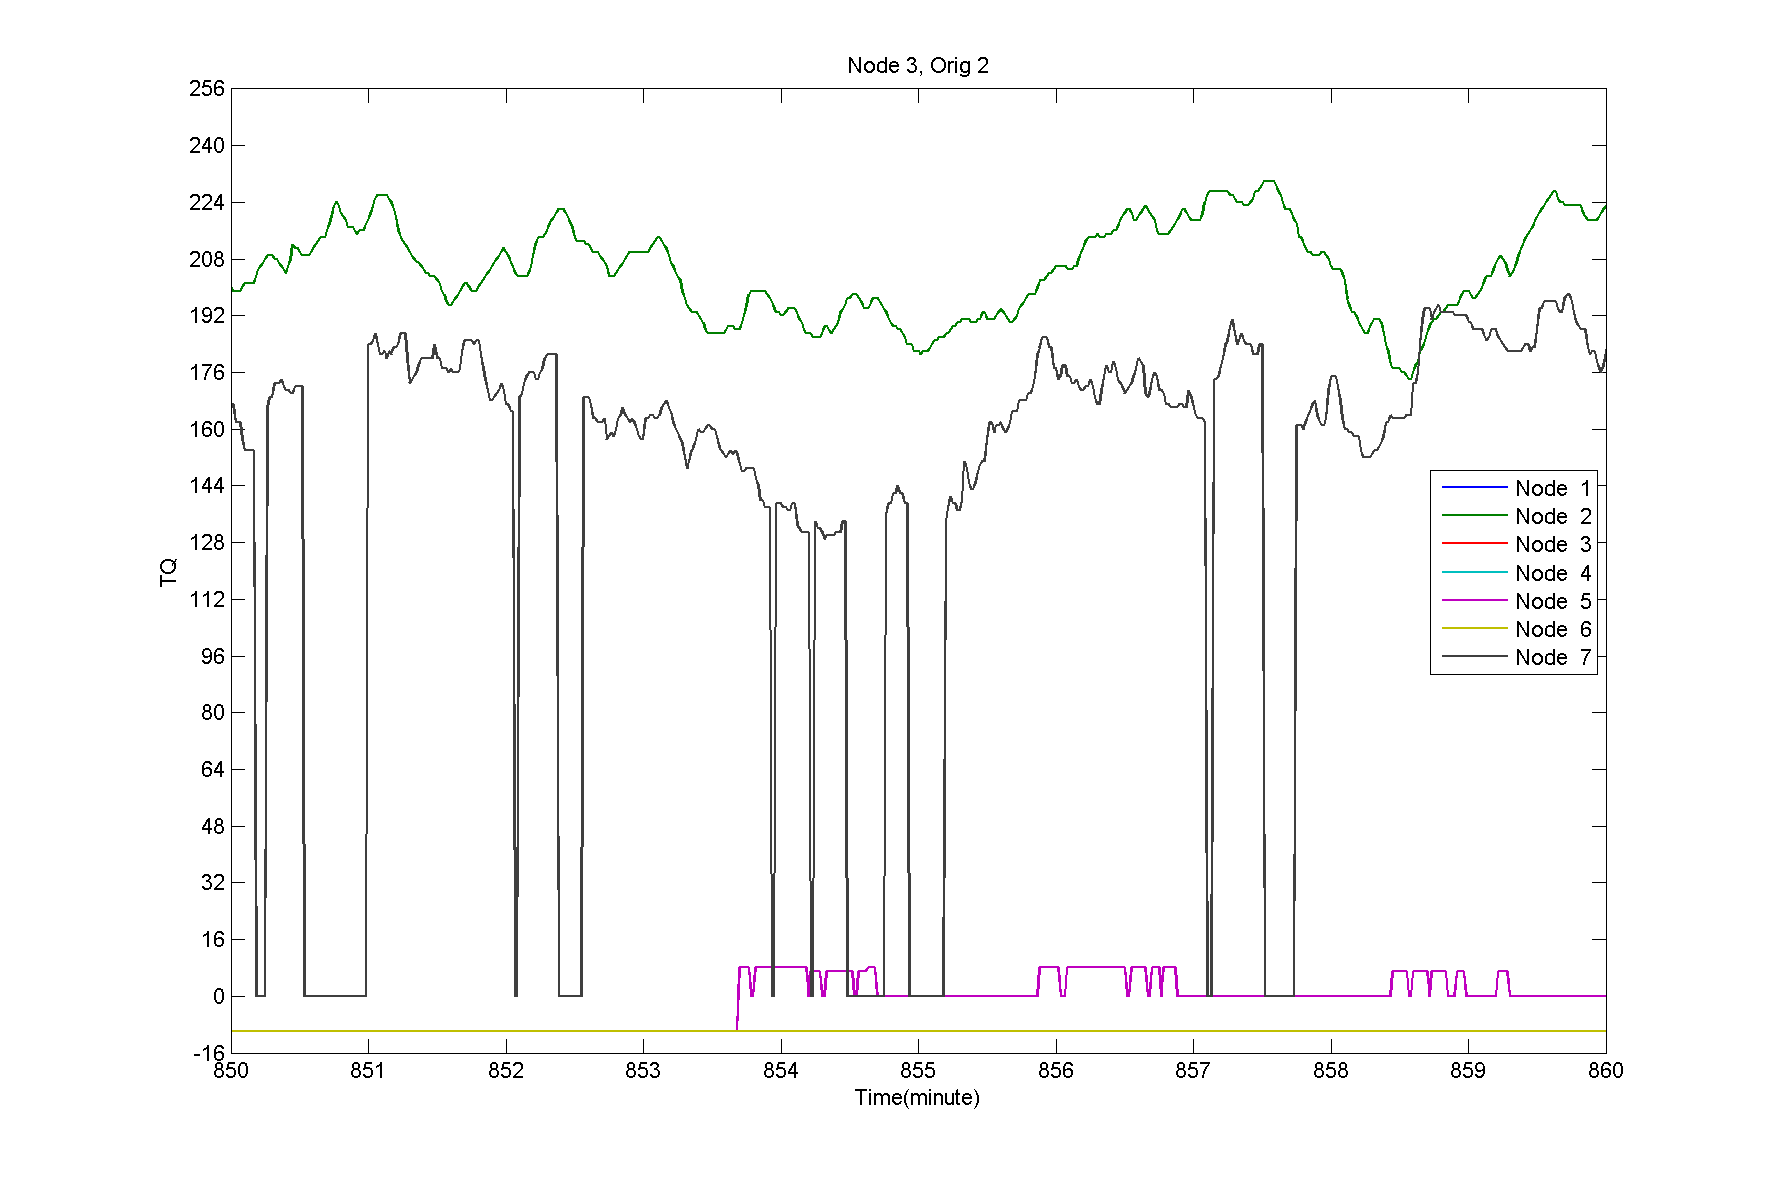 Node 3, Orig 2
256
240
224
208
192
176
160
144
128
112
96
80
64
48
32
16
0
-16
TQ
Node 1
Node 2
Node 3
Node 4
Node 5
Node 6
Node 7
850 851 852 853 854 855 856 857 858 859 860
Time(minute)